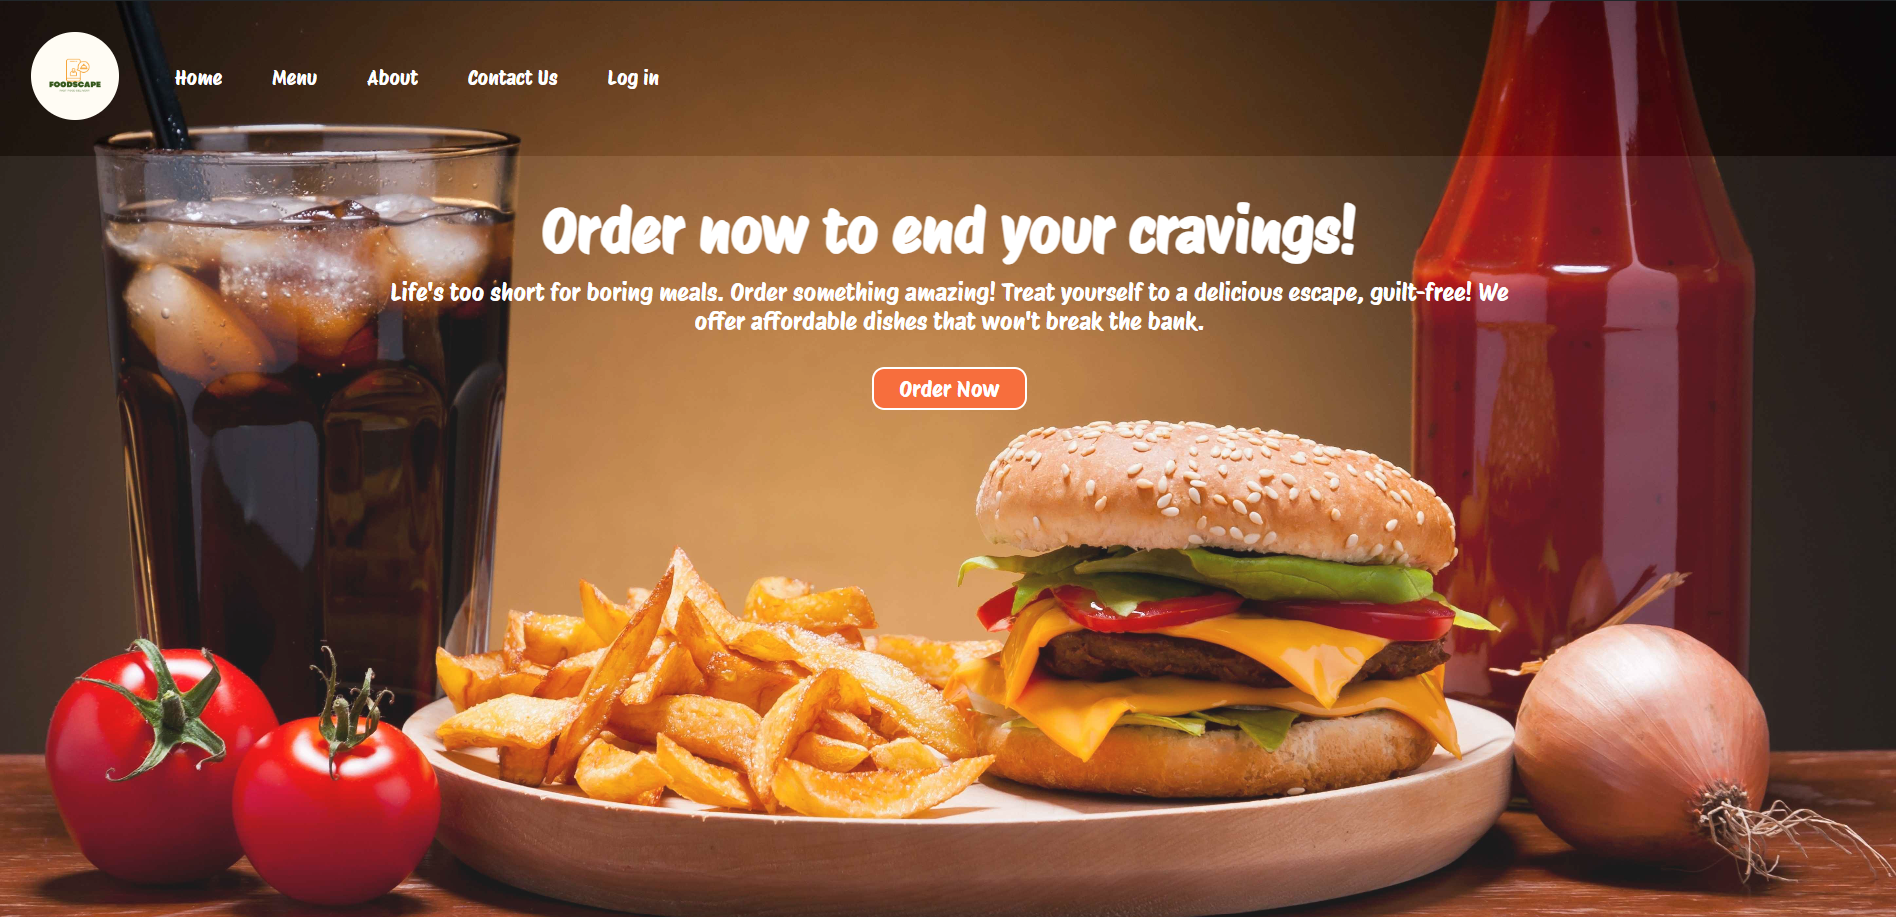 FOODSCAPE
Home Menu About Contact Us Log in
Order now to end your cravings!
Life's too short for boring meals. Order something amazing! Treat yourself to a delicious escape, guilt-free! We
offer affordable dishes that won't break the bank.
Order Now